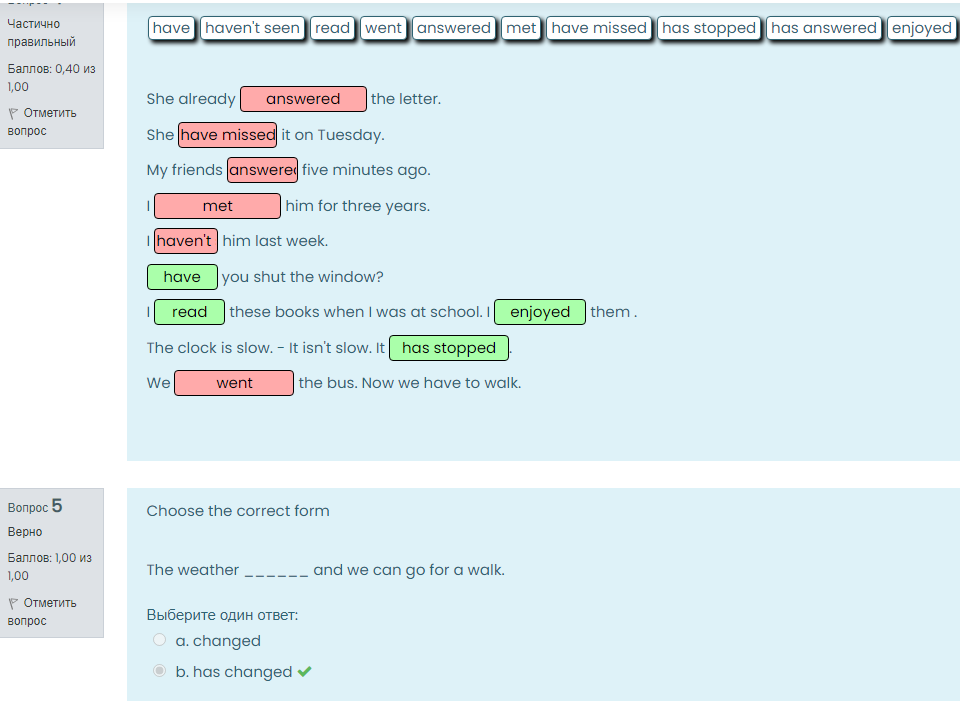 Частично
правильный
Баллов: 0,40 из
1,00
Отметить
вопрос
have haven't seen read went answered met have missed has stopped has answered enjoyed
She already answered the letter.
She have missed it on Tuesday.
My friends answered five minutes ago.
I met him for three years.
I haven't him last week.
have you shut the window?
I read these books when I was at school. I enjoyed them .
The clock is slow. - It isn't slow. It has stopped.
We went the bus. Now we have to walk.
Вопрос 5
Верно
Баллов: 1,00 из
1,00
Отметить
вопрос
Choose the correct form
The weather ______ and we can go for a walk.
Выберите один ответ:
a. changed
b. has changed